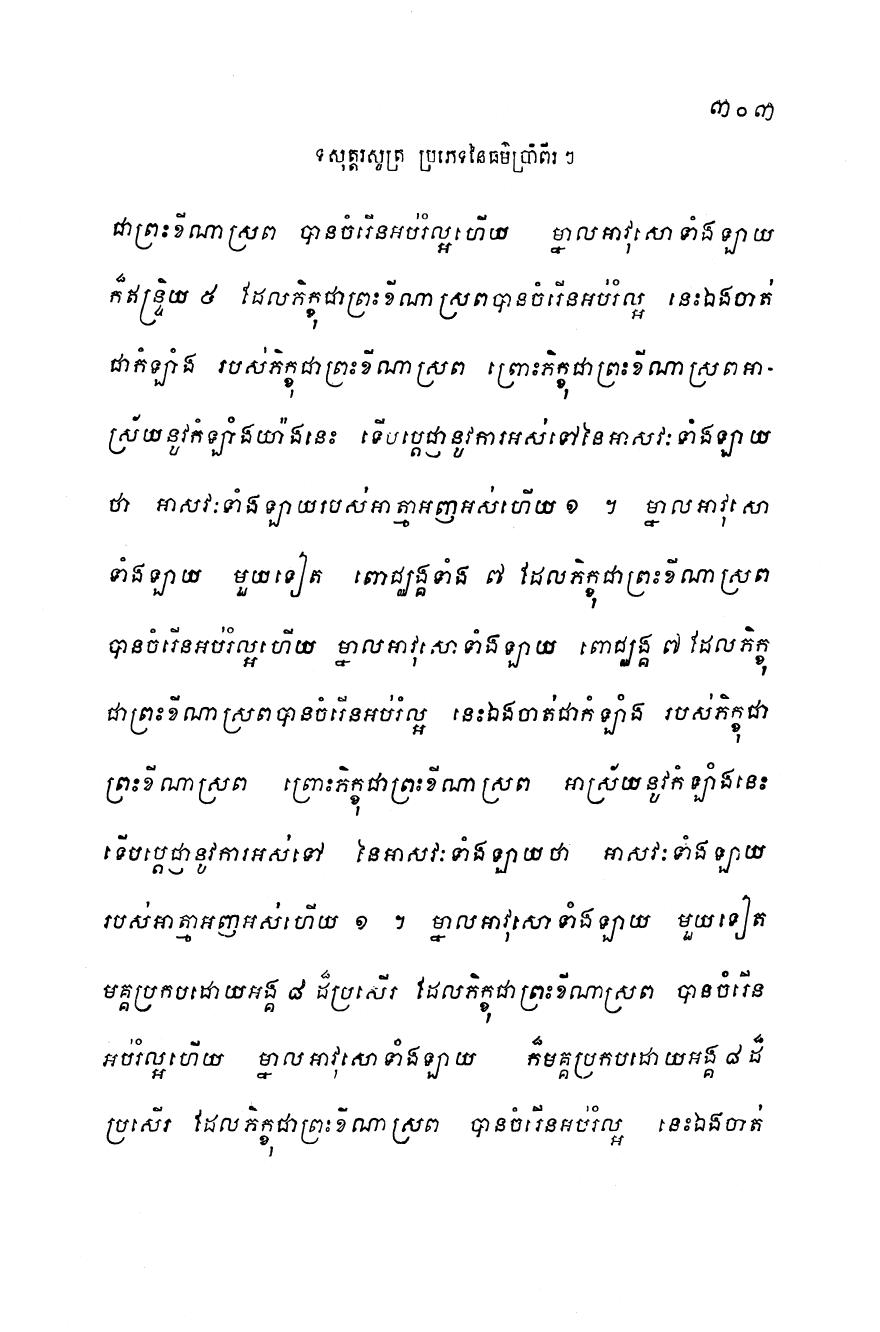 ៣០៣
ទសុត្តរសូត្រ ប្រភេទនៃធម៌ប្រាំពីរៗ
ជាព្រះខីណាស្រព បានចំរើនអប់រំល្អហើយ ម្នាលអាវុសោទាំងឡាយ
ក៏ឥន្ទ្រិយ ៥ ដែលភិក្ខុជាព្រះខីណាស្រពបានចំរើនអប់រំល្អ នេះឯងចាត់
ជាកំឡាំង របស់ភិក្ខុជាព្រះខីណាស្រព ព្រោះភិក្ខុជាព្រះខីណាស្រពអា-
ស្រ័យនូវកំឡាំងយ៉ាងនេះ ទើបប្តេជ្ញានូវការអស់ទៅនៃអាសវៈទាំងឡាយ
ថា អាសវៈទាំងឡាយរបស់អាត្មាអញអស់ហើយ ១ ។ ម្នាលអាវុសោ
ទាំងឡាយ មួយទៀត ពោជ្ឈង្គទាំង ៧ ដែលភិក្ខុជាព្រះខីណាស្រព
បានចំរើនអប់រំល្អហើយ ម្នាលអាវុសោទាំងឡាយ ពោជ្ឈង្គ ៧ ដែលភិក្ខុ
ជាព្រះខីណាស្រពបានចំរើនអប់រំល្អ នេះឯងចាត់ជាកំឡាំង របស់ភិក្ខុជា
ព្រះខីណាស្រព ព្រោះភិក្ខុជាព្រះខីណាស្រព អាស្រ័យនូវកំឡាំងនេះ
ទើបប្តេជ្ញានូវការអស់ទៅ នៃអាសវៈទាំងឡាយថា អាសវៈទាំងឡាយ
របស់អាត្មាអញអស់ហើយ ១ ។ ម្នាលអាវុសោទាំងឡាយ មួយទៀត
មគ្គប្រកបដោយអង្គ ៨ ដ៏ប្រសើរ ដែលភិក្ខុជាព្រះខីណាស្រព បានចំរើន
អប់រំល្អហើយ ម្នាលអាវុសោទាំងឡាយ ក៏មគ្គប្រកបដោយអង្គ ៨ ដ៏
ប្រសើរ ដែលភិក្ខុជាព្រះខីណាស្រព បានចំរើនអប់រំល្អ នេះឯងចាត់